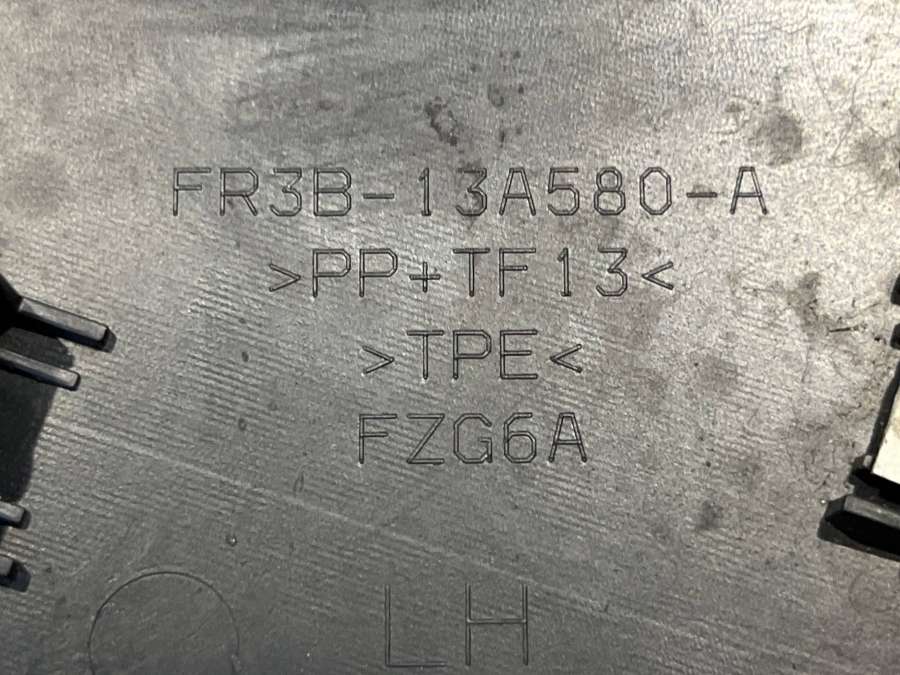 FR3B-13A580-A
>PP+TF13<
>TPE<
FZG6A
LH